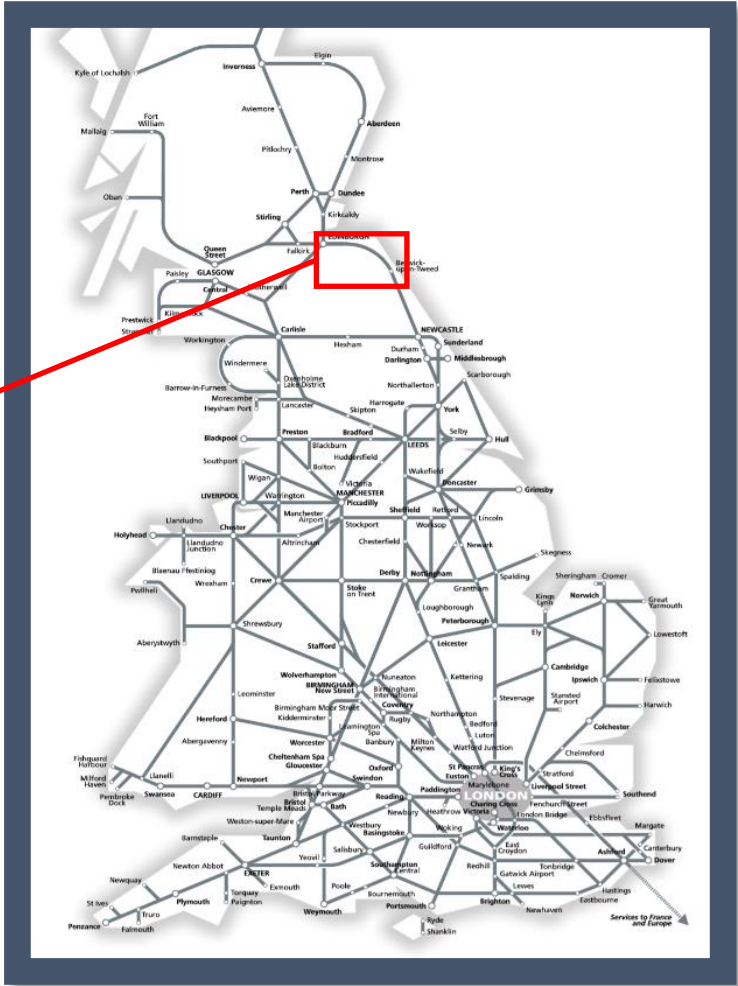 Elgin
Inverness
Kyle of Lochalsh
Aviemore
Fort
William
Aberdeen
Mallaig
Pitlochry
Montrose
Perth
Dundee
Oban
Stirling
Kirkcaldy
EDINBURGH
Queen
Street
Falkirk
Berwick-
upon-Tweed
Paisley
GLASGOW
Central
Motherwell
Prestwick
Carlisle
NEWCASTLE
Workington
Hexham
Sunderland
Durham
Darlington
Middlesbrough
Windermere
Scarborough
Oxenholme
Lake District
Northallerton
Barrow-in-Furness
Morecambe
Heysham Port
Lancaster
Harrogate
Skipton
York
Blackpool
Preston
Bradford
Selby
Hull
Blackburn
LEEDS
Southport
Huddersfield
Bolton
Wakefield
Wigan
Victoria
Doncaster
LIVERPOOL
Warrington
MANCHESTER
Piccadilly
Grimsby
Manchester
Airport
Sheffield
Retford
Llandudno
Chester
Stockport
Worksop
Lincoln
Holyhead
Llandudno
Junction
Altrincham
Chesterfield
Newark
Skegness
Blaenau Ffestiniog
Wrexham
Crewe
Derby
Nottingham
Spalding
Sheringham
Cromer
Pwllheli
Stoke
on Trent
Grantham
Kings
Lynn
Norwich
Great
Yarmouth
Loughborough
Shrewsbury
Peterborough
Ely
Lowestoft
Aberystwyth
Stafford
Leicester
Wolverhampton
Nuneaton
Kettering
Cambridge
BIRMINGHAM
New Street
Birmingham
International
Ipswich
Felixstowe
Leominster
Stevenage
Stansted
Airport
Birmingham Moor Street
Coventry
Harwich
Hereford
Kidderminster
Rugby
Northampton
Leamington
Spa
Bedford
Colchester
Abergavenny
Worcester
Banbury
Milton
Keynes
Luton
Watford Junction
Chelmsford
Cheltenham Spa
Gloucester
Oxford
St Pancras
King's
Cross
Fishguard
Harbour
Llanelli
Euston
Stratford
Milford
Haven
Newport
Swindon
Marylebone
Liverpool Street
Pembroke
Dock
Swansea
CARDIFF
Bristol Parkway
Reading
Paddington
LONDON
Southend
Bristol
Temple Meads
Bath
Charing Cross
Fenchurch Street
Newbury
Heathrow
Victoria
London Bridge
Ebbsfleet
Weston-super-Mare
Westbury
Waterloo
Margate
Barnstaple
Taunton
Basingstoke
Woking
East
Croydon
Canterbury
Salisbury
Guildford
Ashford
Dover
Newton Abbot
Yeovil
Southampton
Central
Redhill
Tonbridge
EXETER
Gatwick Airport
Newquay
Exmouth
Poole
Lewes
Hastings
Torquay
Paignton
Bournemouth
Eastbourne
St Ives
Plymouth
Weymouth
Portsmouth
Brighton
Newhaven
Truro
Penzance
Falmouth
Ryde
Shanklin
Services to France
and Europe